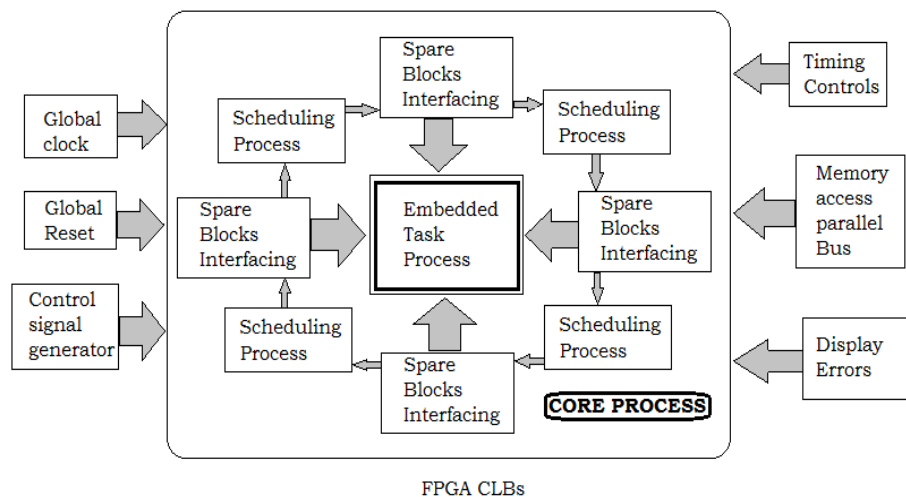 Global
clock
Global
Reset
Control
signal
generator
Spare
Blocks
Interfacing
Scheduling
Process
Scheduling
Process
Spare
Blocks
Interfacing
Embedded
Task
Process
Spare
Blocks
Interfacing
Scheduling
Process
Scheduling
Process
Spare
Blocks
Interfacing
CORE PROCESS
Timing
Controls
Memory
access
parallel
Bus
Display
Errors
FPGA CLBs